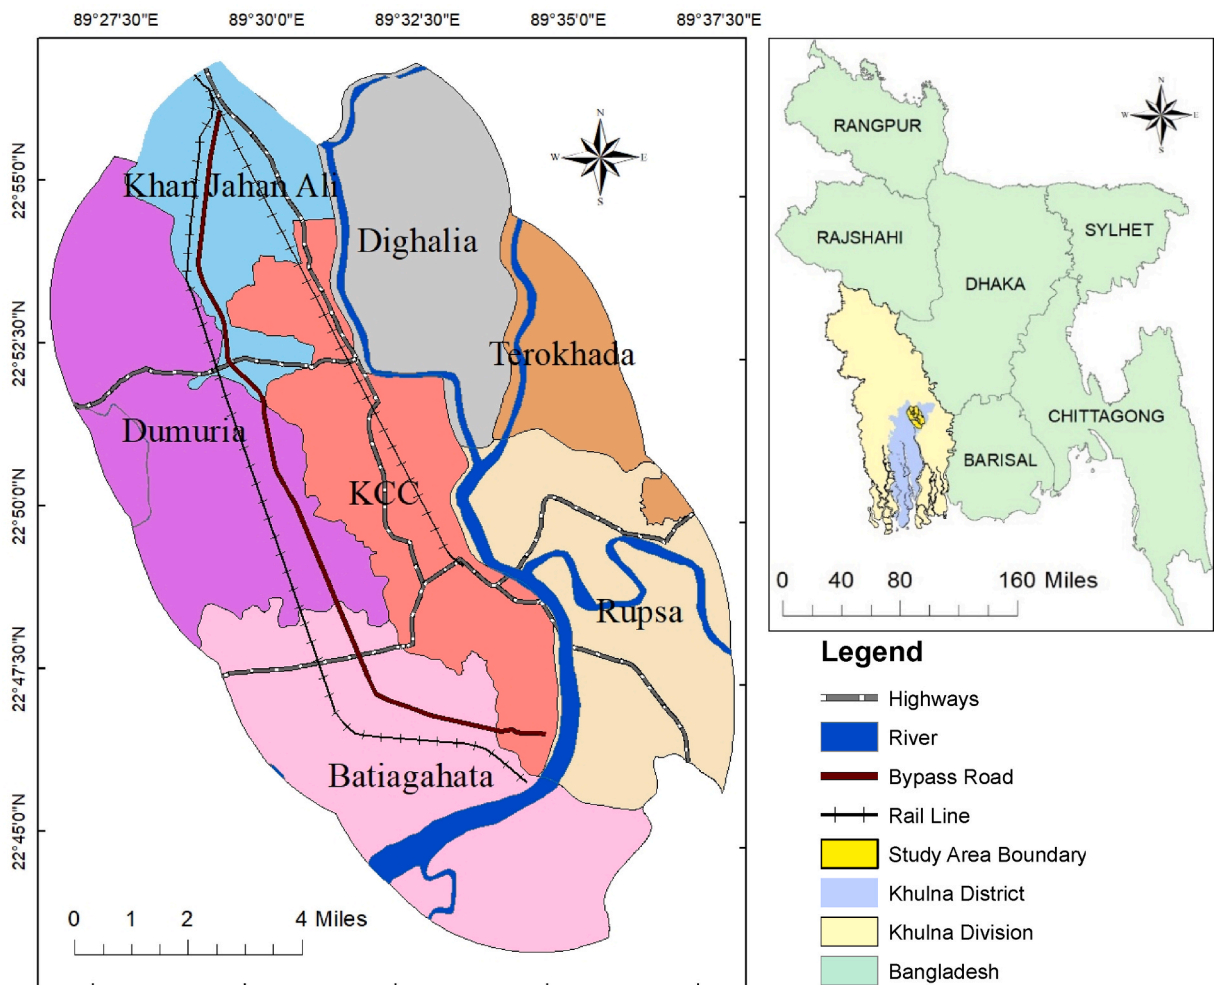 89°27'30"E 89°30'0"E 89°32'30"E 89°35'0"E 89°37'30"E
22°55'0"N
22°52'30"N
22°50'0"N
22°47'30"N
22°45'0"N
N
W E
S
Khan Jahan Ali
Dighalia
Terokhada
Dumuria
KCC
Rupsa
Batiagahata
0 1 2 4 Miles
N
W E
S
RANGPUR
RAJSHAHI
SYLHET
DHAKA
CHITTAGONG
BARISAL
0 40 80 160 Miles
Legend
Highways
River
Bypass Road
Rail Line
Study Area Boundary
Khulna District
Khulna Division
Bangladesh